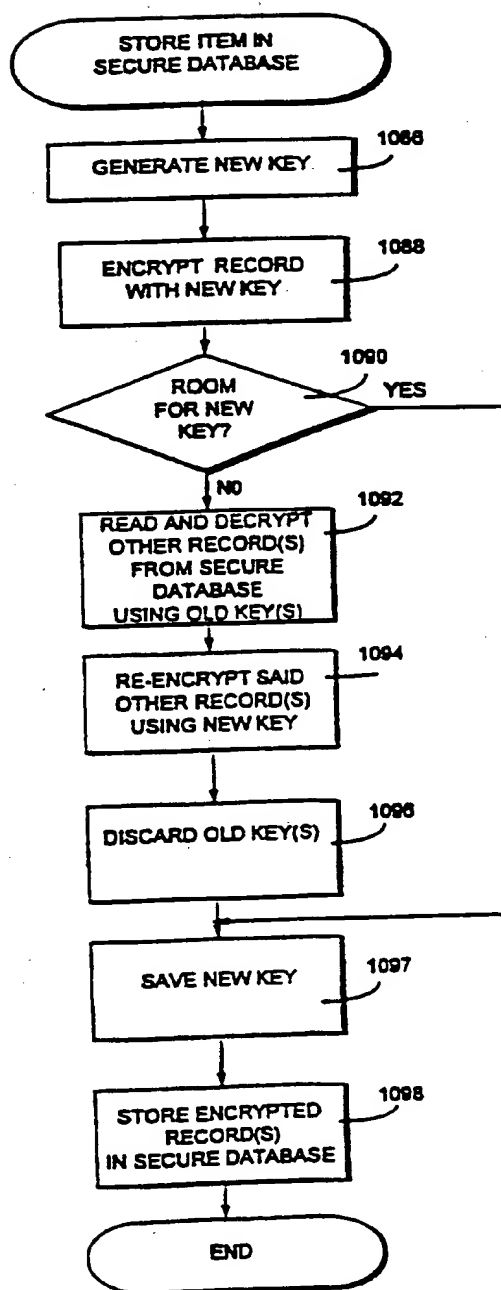 STORE ITEM IN
SECURE DATABASE
1086
GENERATE NEW KEY
1088
ENCRYPT RECORD
WITH NEW KEY
1090
ROOM
FOR NEW
KEY?
YES
NO
1092
READ AND DECRYPT
OTHER RECORD(S)
FROM SECURE
DATABASE
USING OLD KEY(S)
1094
RE-ENCRYPT SAID
OTHER RECORD(S)
USING NEW KEY
1096
DISCARD OLD KEY(S)
1097
SAVE NEW KEY
1098
STORE ENCRYPTED
RECORD(S)
IN SECURE DATABASE
END